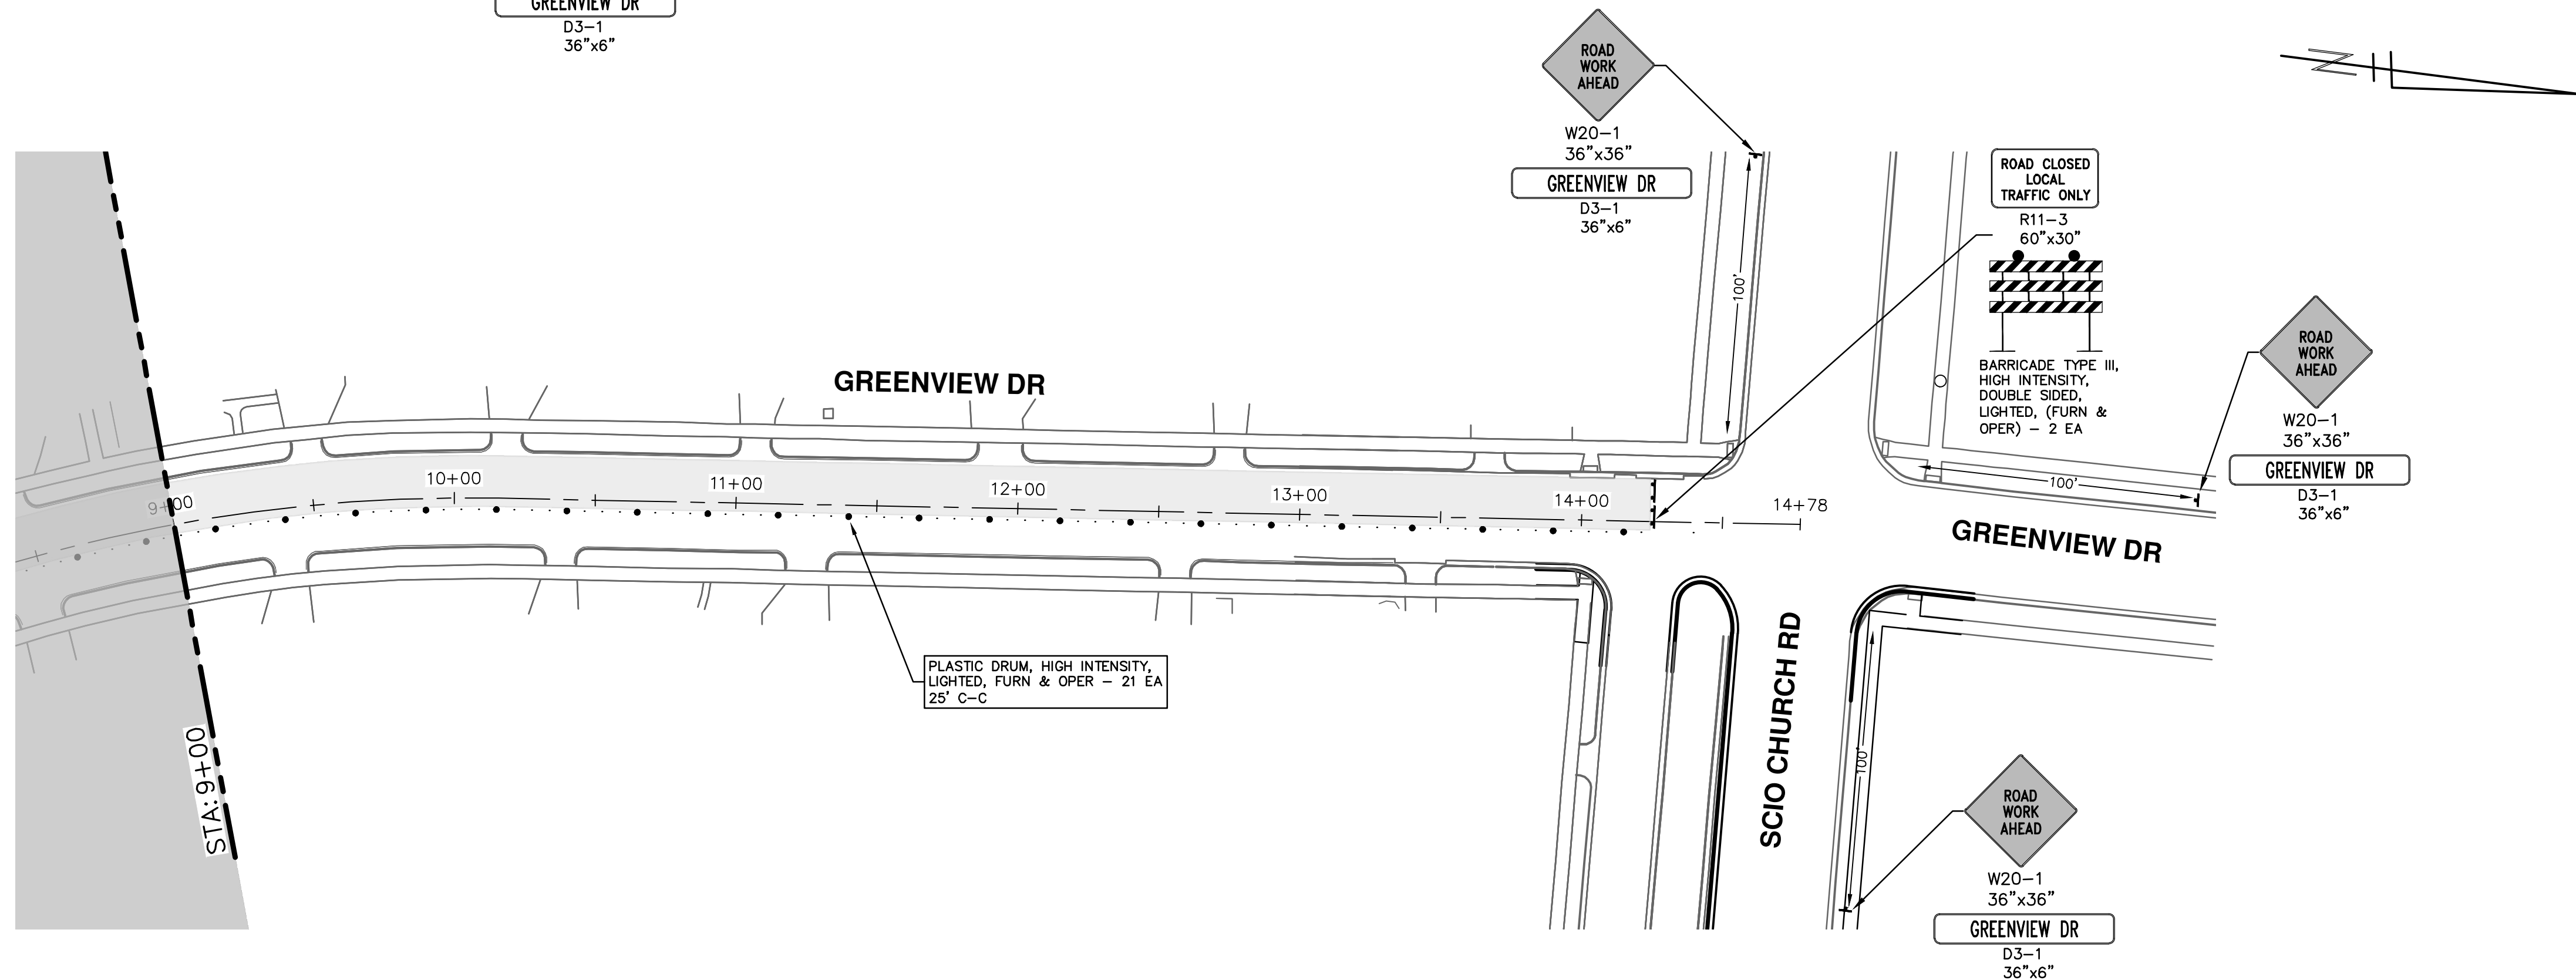 GREENVIEW DR
D3-1
36"x6"
ROAD
WORK
AHEAD
W20-1
36"x36"
GREENVIEW DR
D3-1
36"x6"
N
100'
ROAD CLOSED
LOCAL
TRAFFIC ONLY
R11-3
60"x30"
BARRICADE TYPE III,
HIGH INTENSITY,
DOUBLE SIDED,
LIGHTED, (FURN &
OPER) - 2 EA
ROAD
WORK
AHEAD
W20-1
36"x36"
GREENVIEW DR
D3-1
36"x6"
GREENVIEW DR
9+00
10+00
11+00
12+00
13+00
14+00
14+78
100'
GREENVIEW DR
PLASTIC DRUM, HIGH INTENSITY,
LIGHTED, FURN & OPER - 21 EA
25' C-C
STA: 9+00
SCIO CHURCH RD
100'
ROAD
WORK
AHEAD
W20-1
36"x36"
GREENVIEW DR
D3-1
36"x6"